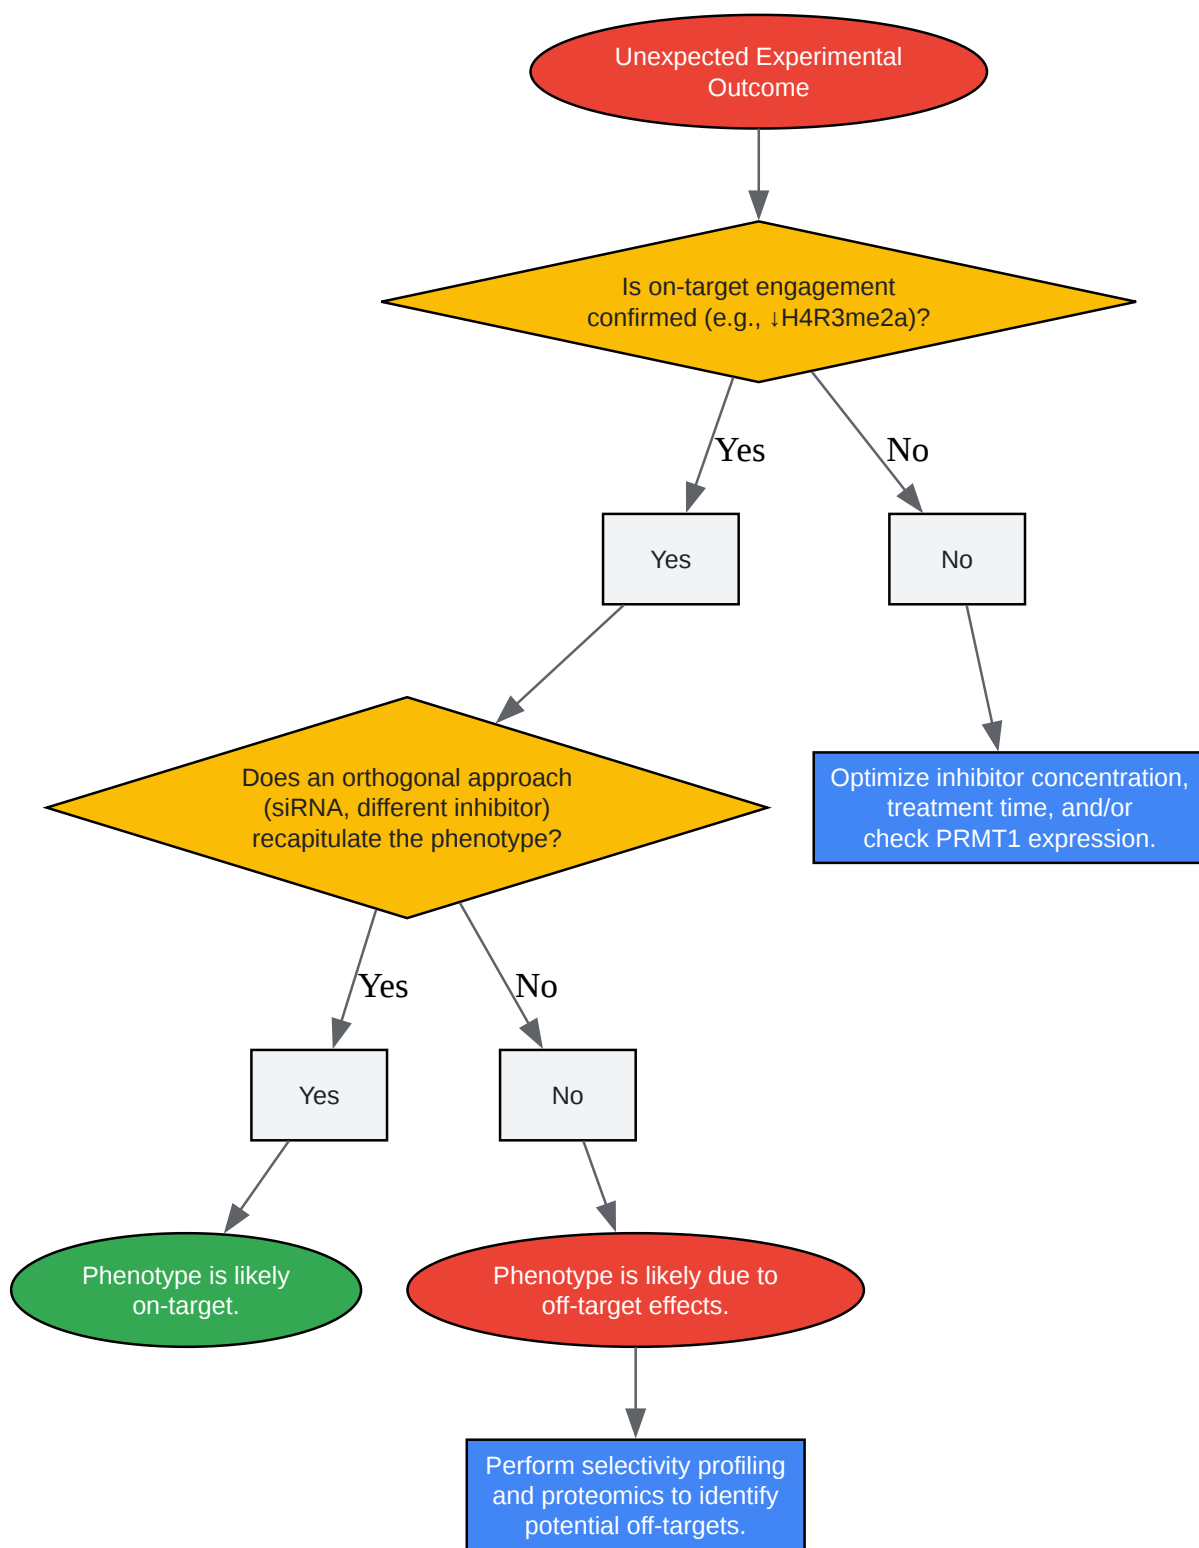 Unexpected Experimental
Outcome
Is on-target engagement
confirmed (e.g., ↓H4R3me2a)?
Yes
No
Yes
No
Does an orthogonal approach
(siRNA, different inhibitor)
recapitulate the phenotype?
Optimize inhibitor concentration,
treatment time, and/or
check PRMT1 expression.
Yes
No
Yes
No
Phenotype is likely
on-target.
Phenotype is likely due to
off-target effects.
Perform selectivity profiling
and proteomics to identify
potential off-targets.